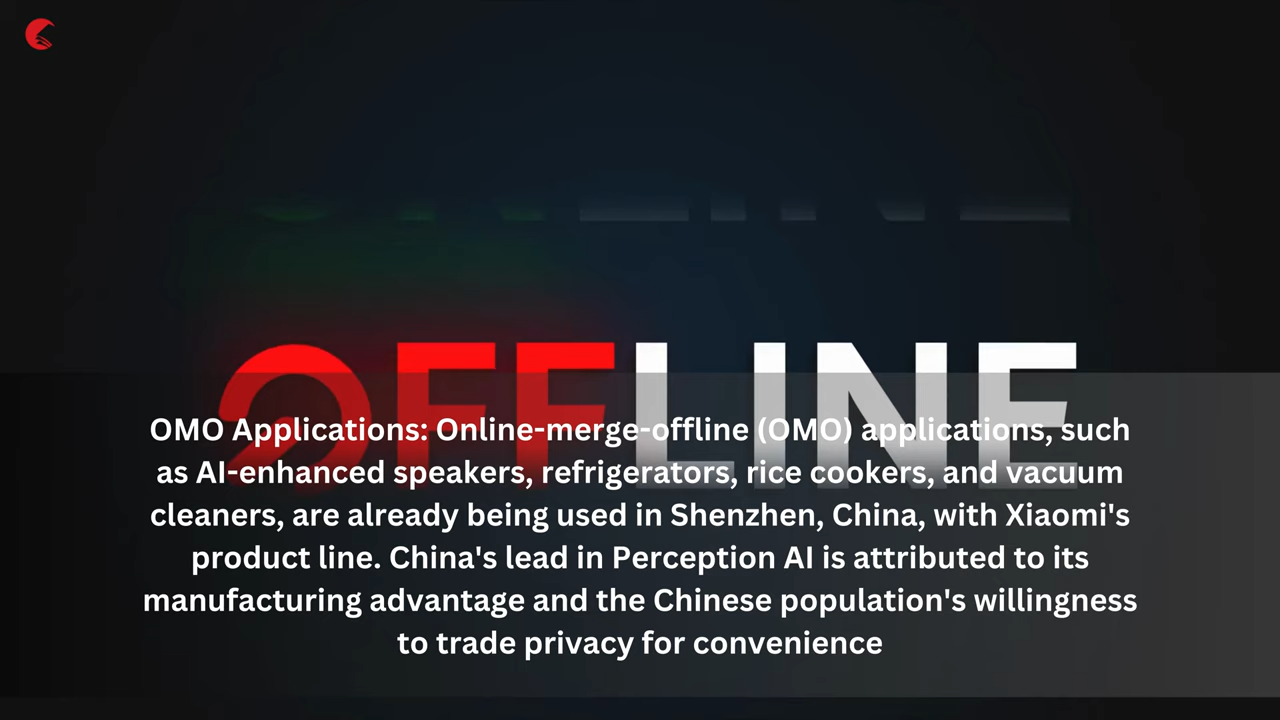 OFFLINE
OMO Applications: Online-merge-offline (OMO) applications, such
as AI-enhanced speakers, refrigerators, rice cookers, and vacuum
cleaners, are already being used in Shenzhen, China, with Xiaomi's
product line. China's lead in Perception AI is attributed to its
manufacturing advantage and the Chinese population's willingness
to trade privacy for convenience